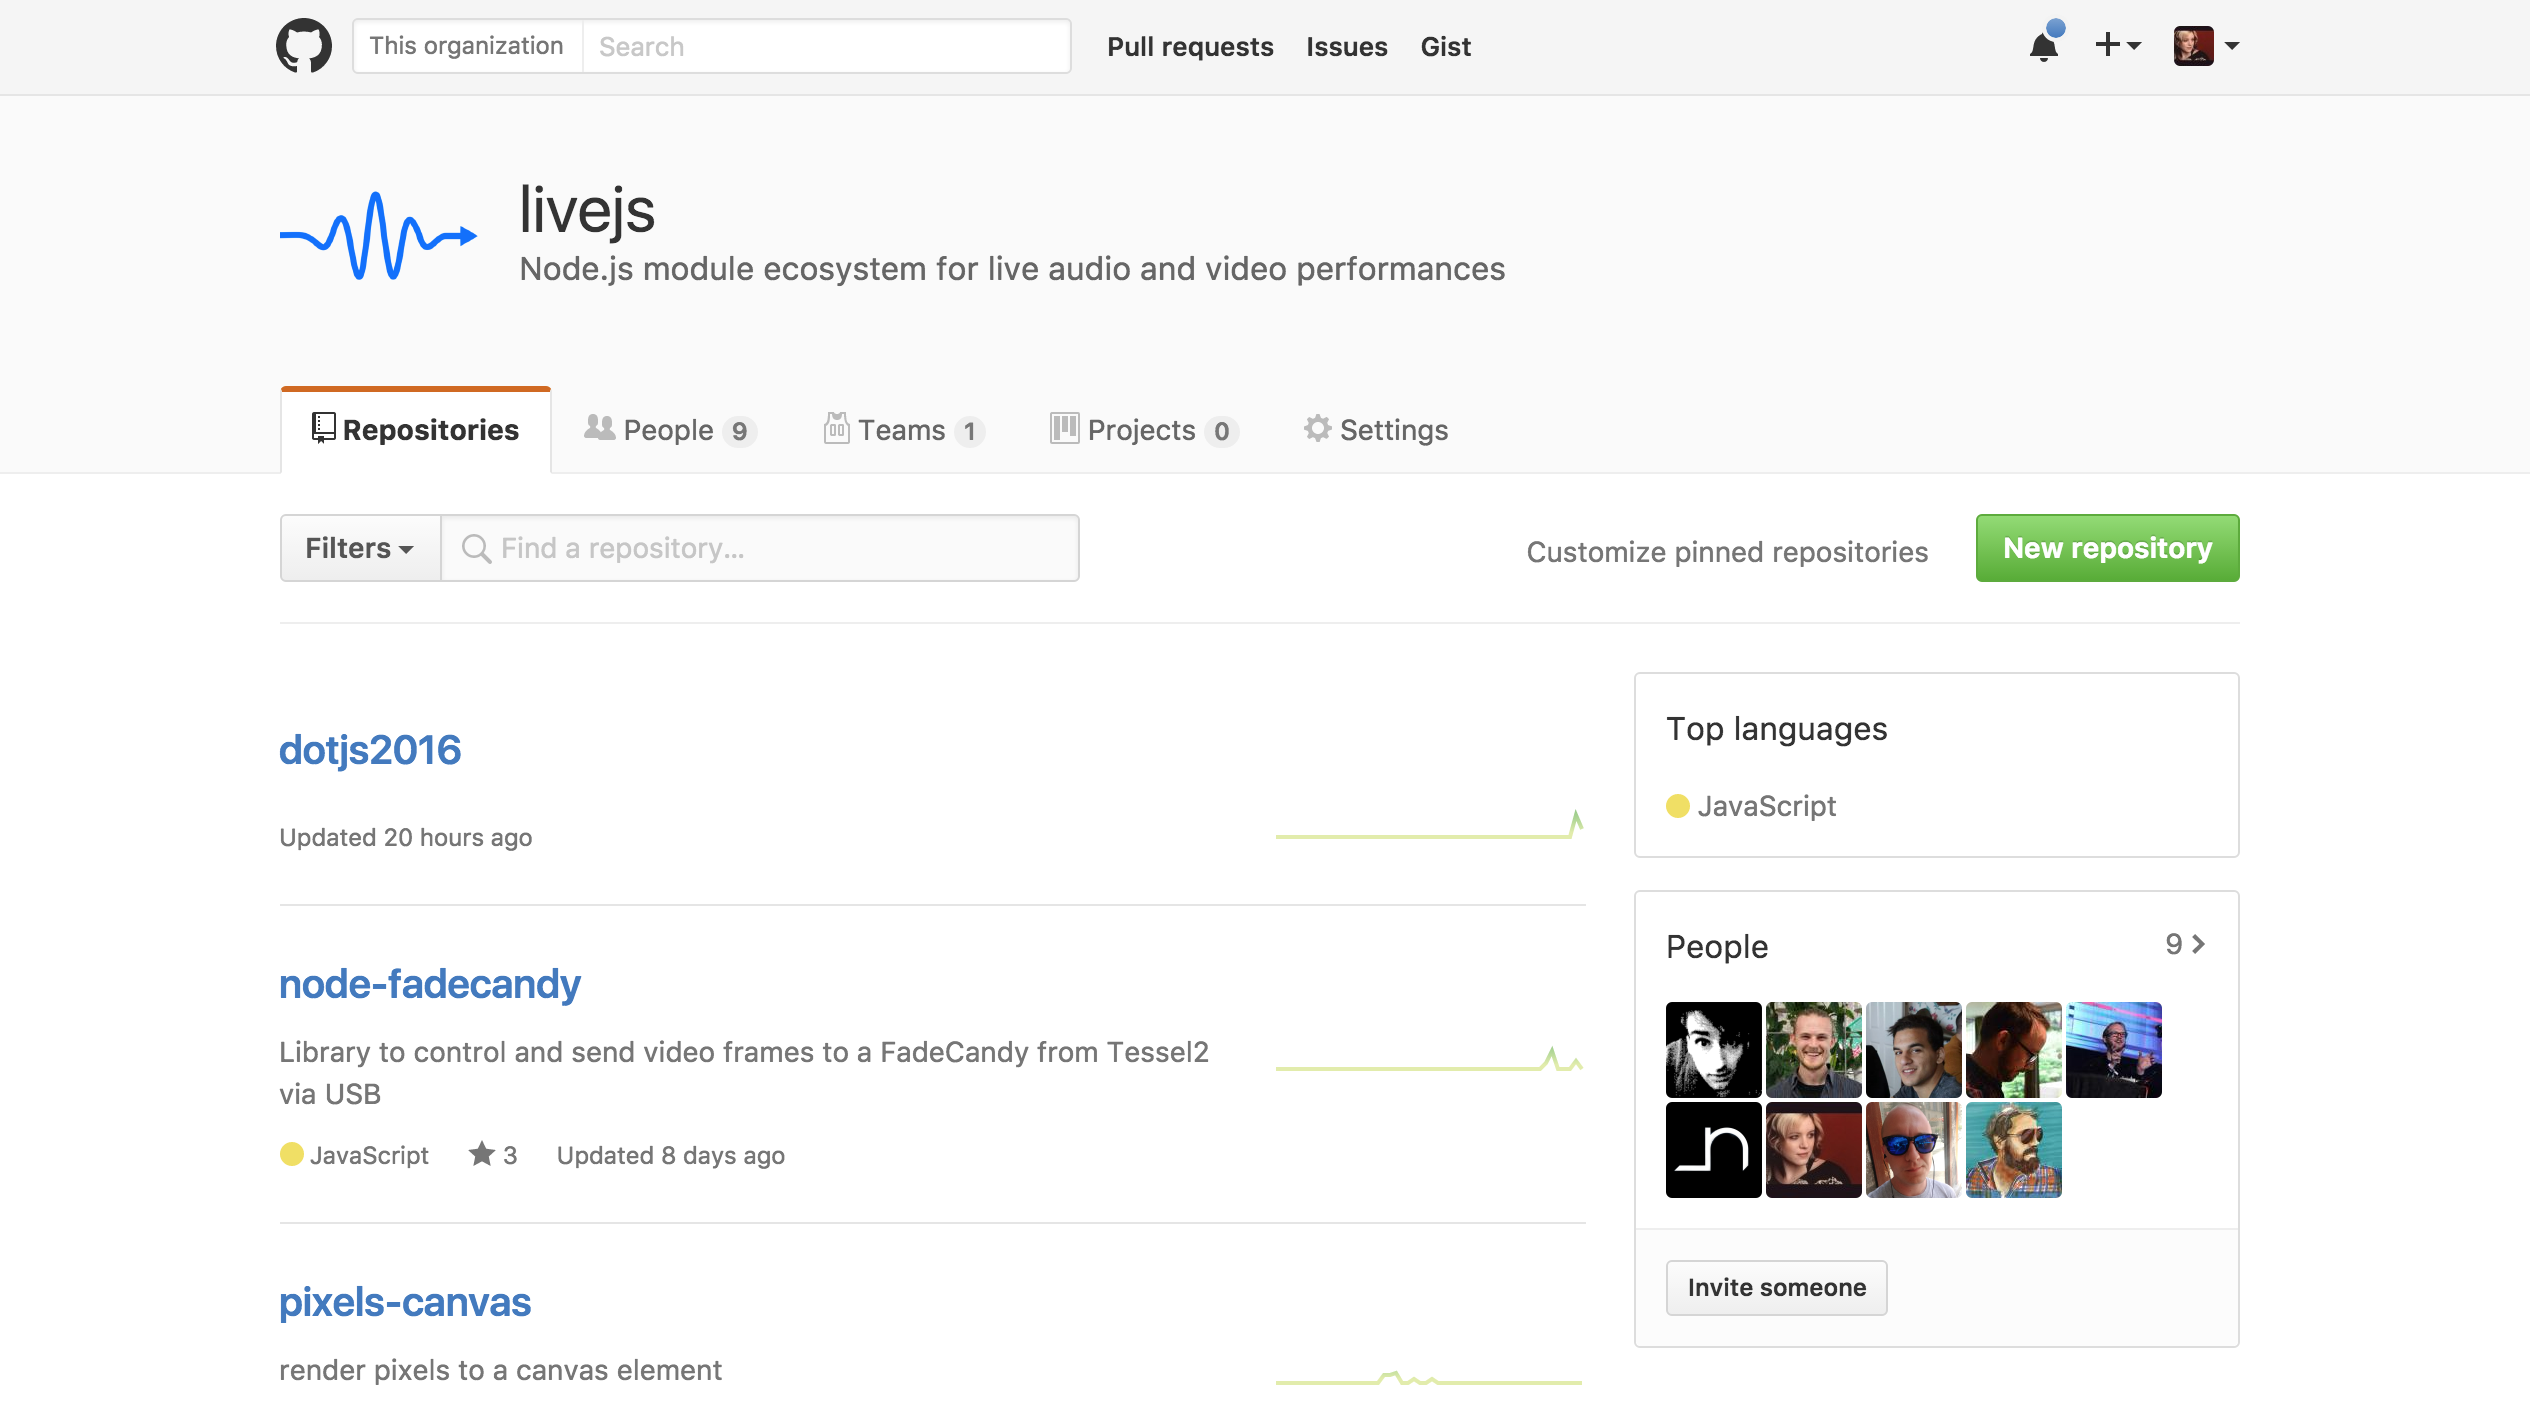 This organization Search Pull requests Issues Gist
livejs
Node.js module ecosystem for live audio and video performances
Repositories People 9 Teams 1 Projects 0 Settings
Filters Find a repository... Customize pinned repositories New repository
dotjs2016
Updated 20 hours ago
node-fadecandy
Library to control and send video frames to a FadeCandy from Tessel2
via USB
JavaScript 3 Updated 8 days ago
pixels-canvas
render pixels to a canvas element
Top languages
JavaScript
People 9
Invite someone